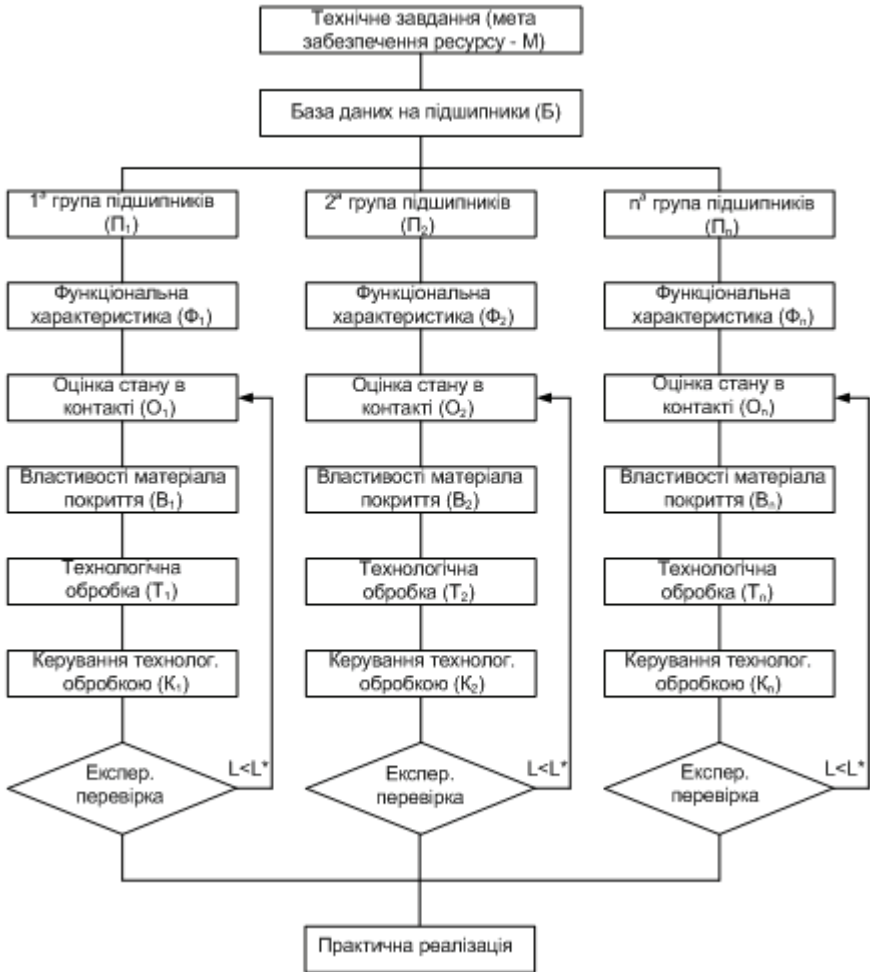 Технічне завдання (мета
забезпечення ресурсу - М)
База даних на підшипники (Б)
1ª група підшипників
(П₁)
2ª група підшипників
(П₂)
nª група підшипників
(Пₙ)
Функціональна
характеристика (Ф₁)
Функціональна
характеристика (Ф₂)
Функціональна
характеристика (Фₙ)
Оцінка стану в
контакті (О₁)
Оцінка стану в
контакті (О₂)
Оцінка стану в
контакті (Оₙ)
Властивості матеріала
покриття (В₁)
Властивості матеріала
покриття (В₂)
Властивості матеріала
покриття (Вₙ)
Технологічна
обробка (Т₁)
Технологічна
обробка (Т₂)
Технологічна
обробка (Тₙ)
Керування технолог.
обробкою (К₁)
Керування технолог.
обробкою (К₂)
Керування технолог.
обробкою (Кₙ)
Експер.
перевірка
L<L*
Експер.
перевірка
L<L*
Експер.
перевірка
L<L*
Практична реалізація